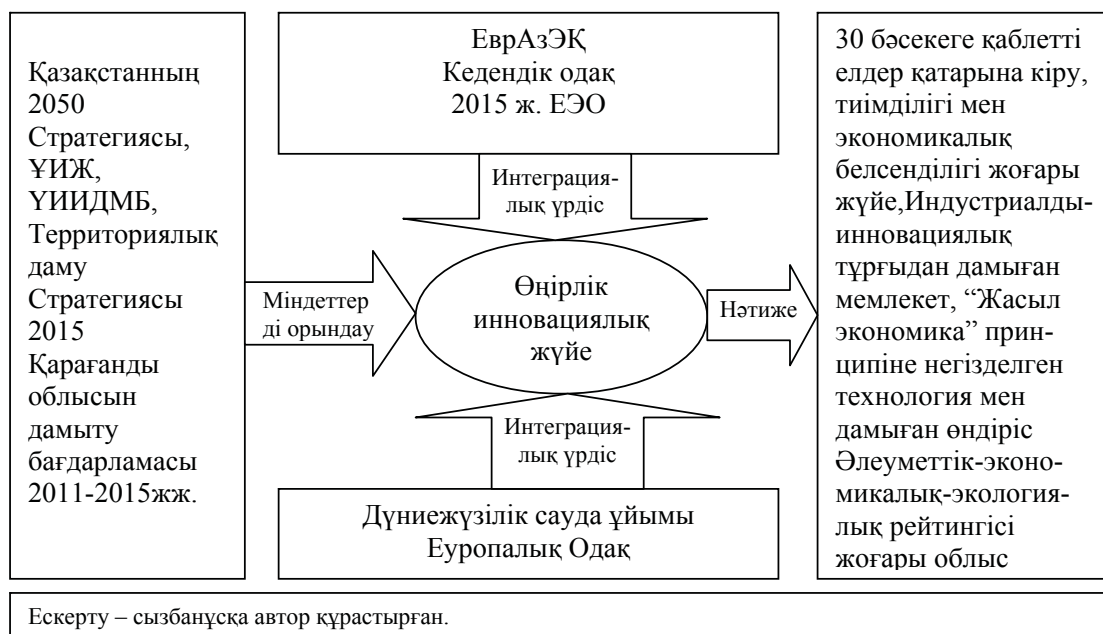 Қазақстанның
2050
Стратегиясы,
ҰИЖ,
ҮИИДМБ,
Территориялық
даму
Стратегиясы
2015
Қарағанды
облысын
дамыту
бағдарламасы
2011-2015жж.
ЕврАзЭҚ
Кедендік одақ
2015 ж. ЕЭО
Интеграция-
лық үрдіс
Міндеттер
ді орындау
Өңірлік
инновациялық
жүйе
Нәтиже
Интеграция-
лық үрдіс
Дүниежүзілік сауда ұйымы
Еуропалық Одақ
30 бәсекеге қаблетті
елдер қатарына кіру,
тиімділігі мен
экономикалық
белсенділігі жоғары
жүйе,Индустриалды-
инновациялық
тұрғыдан дамыған
мемлекет, “Жасыл
экономика” прин-
ципіне негізделген
технология мен
дамыған өндіріс
Әлеуметтік-эконо-
микалық-экология-
лық рейтингісі
жоғары облыс
Ескерту – сызбанұсқа автор құрастырған.